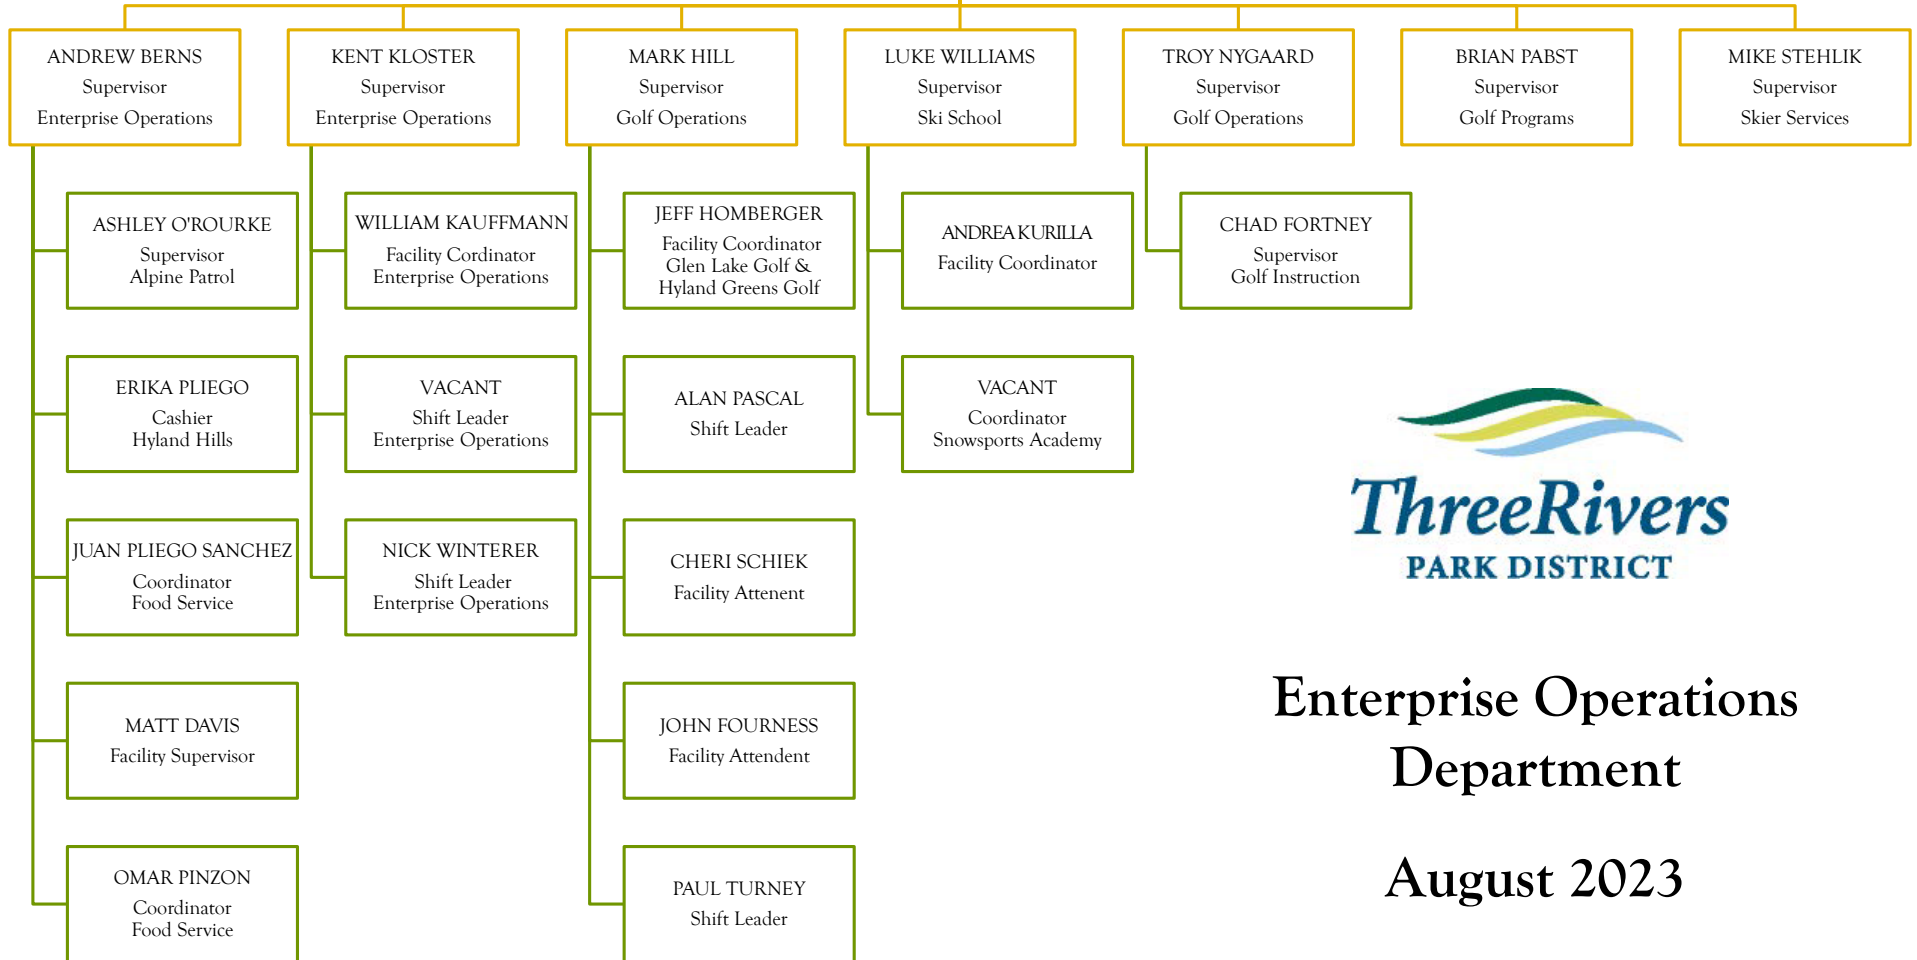 ANDREW BERNS
Supervisor
Enterprise Operations
KENT KLOSTER
Supervisor
Enterprise Operations
MARK HILL
Supervisor
Golf Operations
LUKE WILLIAMS
Supervisor
Ski School
TROY NYGAARD
Supervisor
Golf Operations
BRIAN PABST
Supervisor
Golf Programs
MIKE STEHLIK
Supervisor
Skier Services
ASHLEY O'ROURKE
Supervisor
Alpine Patrol
WILLIAM KAUFFMANN
Facility Cordinator
Enterprise Operations
JEFF HOMBERGER
Facility Coordinator
Glen Lake Golf &
Hyland Greens Golf
ANDREA KURILLA
Facility Coordinator
CHAD FORTNEY
Supervisor
Golf Instruction
ERIKA PLIEGO
Cashier
Hyland Hills
VACANT
Shift Leader
Enterprise Operations
ALAN PASCAL
Shift Leader
VACANT
Coordinator
Snowsports Academy
JUAN PLIEGO SANCHEZ
Coordinator
Food Service
NICK WINTERER
Shift Leader
Enterprise Operations
CHERI SCHIEK
Facility Attenent
MATT DAVIS
Facility Supervisor
JOHN FOURNESS
Facility Attendent
OMAR PINZON
Coordinator
Food Service
PAUL TURNEY
Shift Leader
ThreeRivers
PARK DISTRICT
Enterprise Operations
Department
August 2023